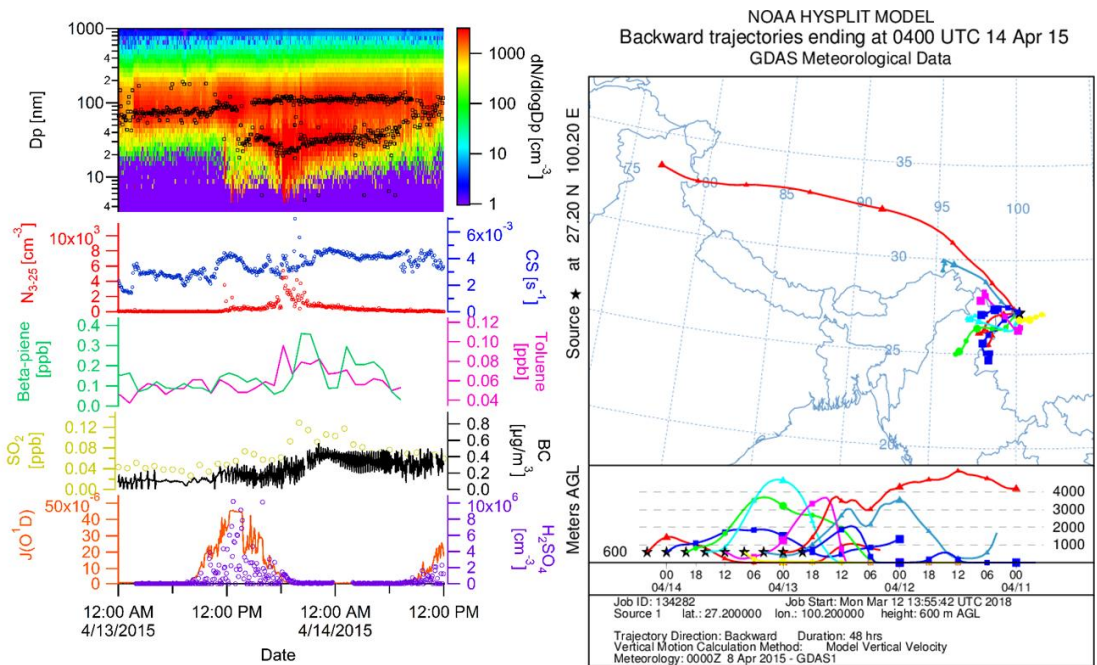 1000
4
2
100
4
2
10
4
Dp [nm]
1000
100
10
1
dN/dlogDp [cm-3]
10x10³
8
6
4
2
0
N3-25 [cm-3]
6x10-3
4
2
0
CS [s-1]
0.4
0.3
0.2
0.1
0.0
Beta-piene
[ppb]
0.12
0.10
0.08
0.06
0.04
Toluene
[ppb]
0.12
0.08
0.04
0.00
SO2
[ppb]
0.8
0.6
0.4
0.2
0.0
BC
[µg/m3]
50x10-6
40
30
20
10
0
J(O1D)
10x106
8
6
4
2
0
H2SO4
[cm-3]
12:00 AM
4/13/2015
12:00 PM
12:00 AM
4/14/2015
12:00 PM
Date
NOAA HYSPLIT MODEL
Backward trajectories ending at 0400 UTC 14 Apr 15
GDAS Meteorological Data
Source ★ at 27.20 N 100.20 E
75
80
85
90
95
100
35
30
25
20
Meters AGL
600
4000
3000
2000
1000
00 18 12 06 00 18 12 06 00 18 12 06 00
04/14 04/13 04/12 04/11
Job ID: 134282 Job Start: Mon Mar 12 13:55:42 UTC 2018
Source 1 lat.: 27.200000 lon.: 100.200000 height: 600 m AGL
Trajectory Direction: Backward Duration: 48 hrs
Vertical Motion Calculation Method: Model Vertical Velocity
Meteorology: 0000Z 8 Apr 2015 - GDAS1